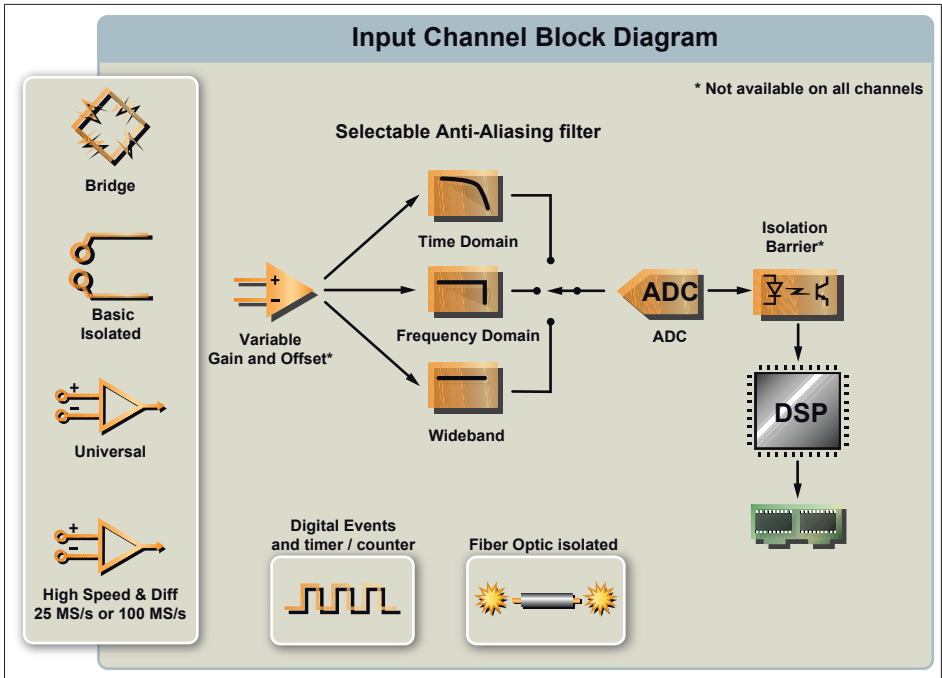 Input Channel Block Diagram
* Not available on all channels
Bridge
Basic
Isolated
+
−
Universal
+
−
High Speed & Diff
25 MS/s or 100 MS/s
+
−
Variable
Gain and Offset*
Selectable Anti-Aliasing filter
Time Domain
Frequency Domain
Wideband
ADC
ADC
Isolation
Barrier*
DSP
Digital Events
and timer / counter
Fiber Optic isolated